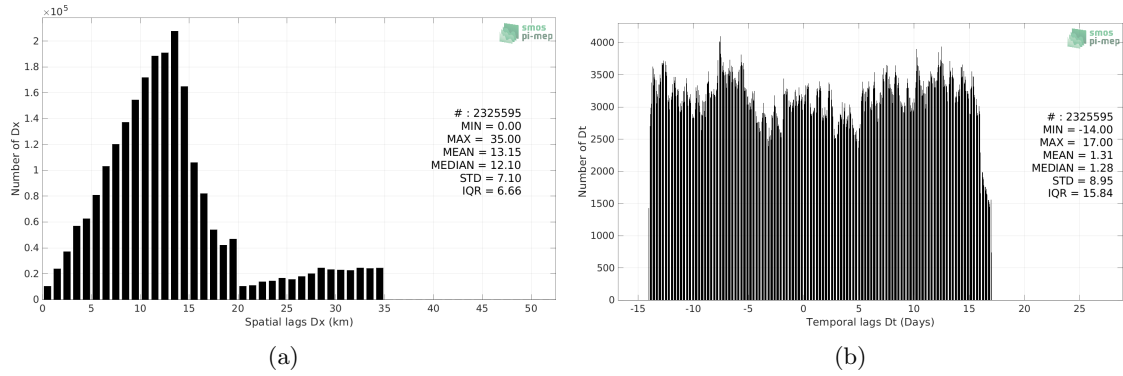 ×10⁵
2
1.8
1.6
1.4
1.2
1
0.8
0.6
0.4
0.2
0
Number of Dx
0 5 10 15 20 25 30 35 40 45 50
Spatial lags Dx (km)
smos
pi-mep
# : 2325595
MIN = 0.00
MAX = 35.00
MEAN = 13.15
MEDIAN = 12.10
STD = 7.10
IQR = 6.66
(a)
4000
3500
3000
2500
2000
1500
1000
500
0
Number of Dt
-15 -10 -5 0 5 10 15 20 25
Temporal lags Dt (Days)
smos
pi-mep
# : 2325595
MIN = -14.00
MAX = 17.00
MEAN = 1.31
MEDIAN = 1.28
STD = 8.95
IQR = 15.84
(b)